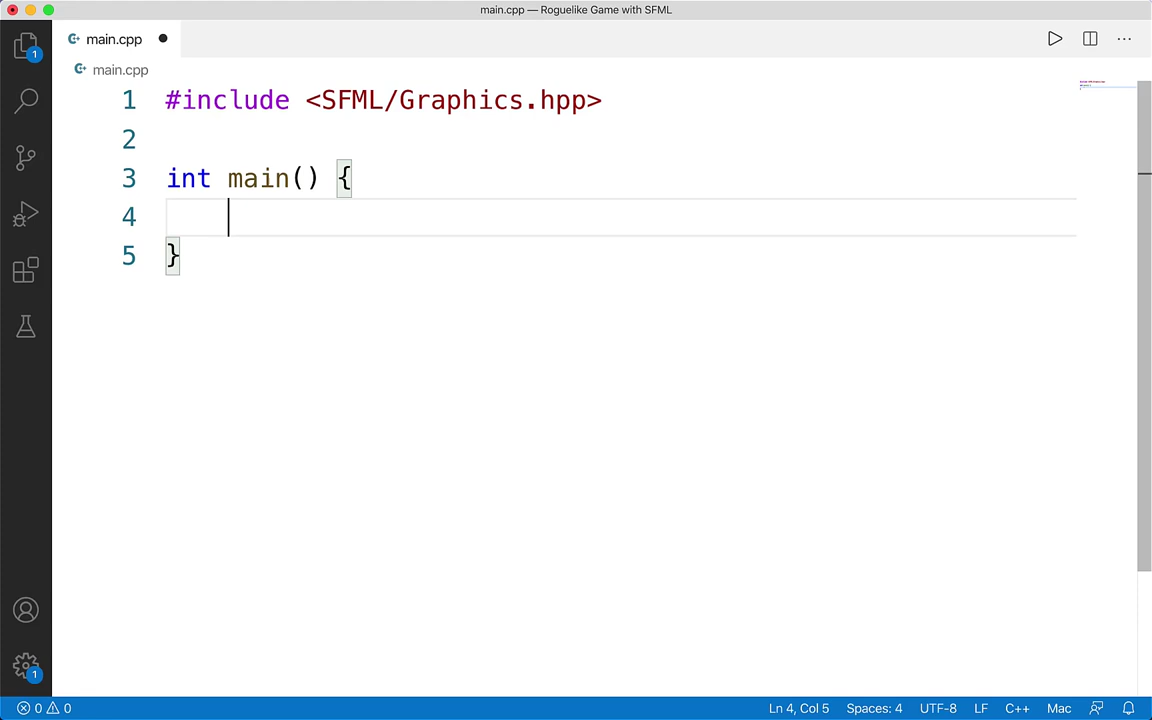 main.cpp — Roguelike Game with SFML
main.cpp
main.cpp
1 #include <SFML/Graphics.hpp>
2
3 int main() {
4
5 }
1
1
0 0
Ln 4, Col 5 Spaces: 4 UTF-8 LF C++ Mac